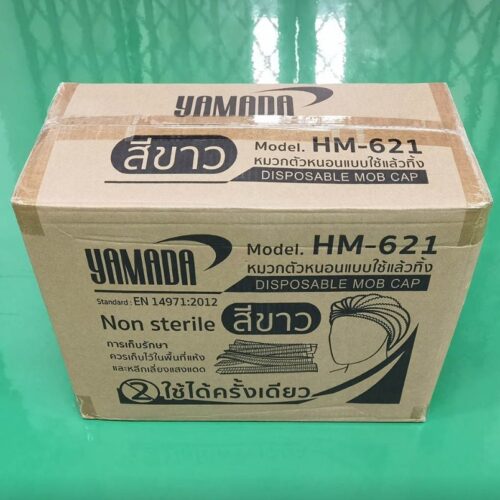 YAMADA
สีขาว
Model. HM-621
หมวกตัวหนอนแบบใช้แล้วทิ้ง
DISPOSABLE MOB CAP
YAMADA
Model. HM-621
หมวกตัวหนอนแบบใช้แล้วทิ้ง
DISPOSABLE MOB CAP
Standard : EN 14971:2012
Non sterile สีขาว
การเก็บรักษา
ควรเก็บไว้ในพื้นที่แห้ง
และหลีกเลี่ยงแสงแดด
2 ใช้ได้ครั้งเดียว